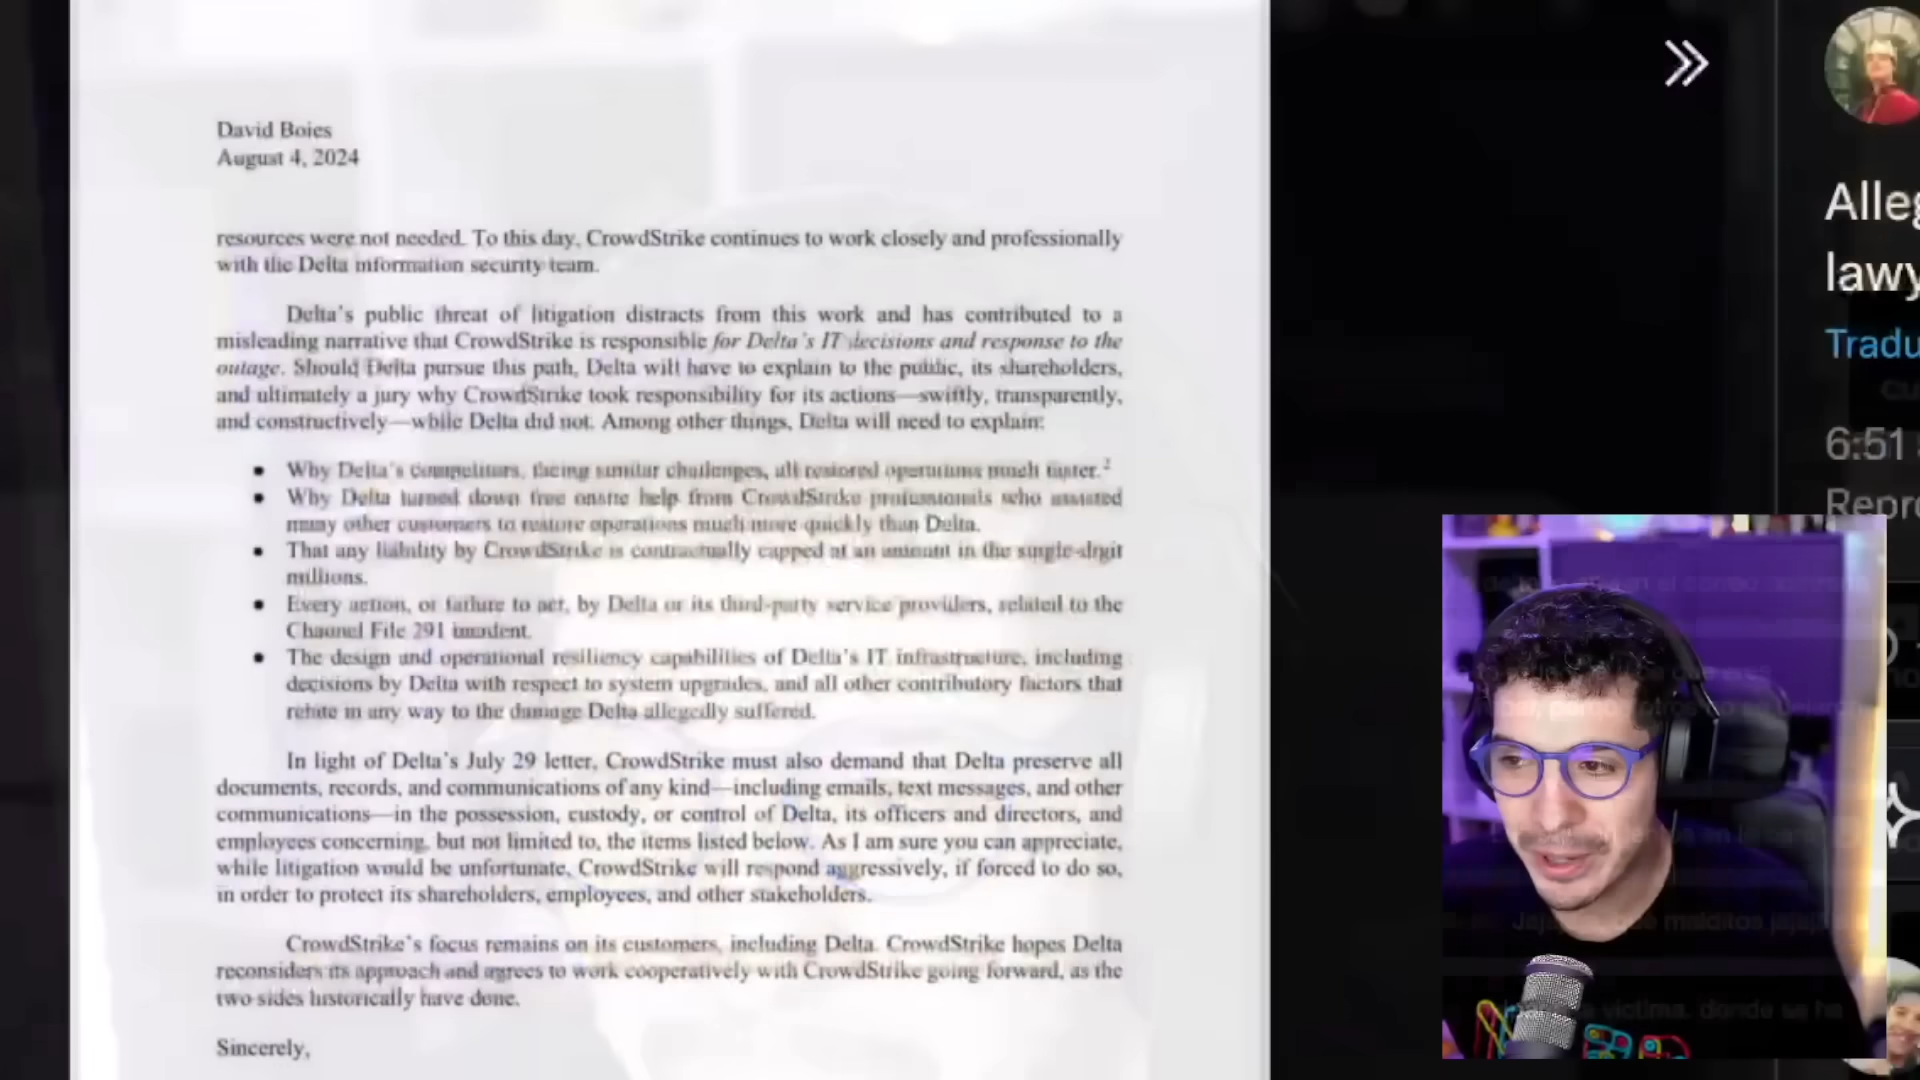 David Boies
August 4, 2024
resources were not needed. To this day, CrowdStrike continues to work closely and professionally
with the Delta information security team.
Delta's public threat of litigation distracts from this work and has contributed to a
misleading narrative that CrowdStrike is responsible for Delta's IT decisions and response to the
outage. Should Delta pursue this path, Delta will have to explain to the public, its shareholders,
and ultimately a jury why CrowdStrike took responsibility for its actions—swiftly, transparently,
and constructively—while Delta did not. Among other things, Delta will need to explain:
• Why Delta's competitors, facing similar challenges, all restored operations much faster.²
• Why Delta turned down free onsite help from CrowdStrike professionals who assisted
many other customers to restore operations much more quickly than Delta.
• That any liability by CrowdStrike is contractually capped at an amount in the single-digit
millions.
• Every action, or failure to act, by Delta or its third-party service providers, related to the
Channel File 291 incident.
• The design and operational resiliency capabilities of Delta's IT infrastructure, including
decisions by Delta with respect to system upgrades, and all other contributory factors that
relate in any way to the damage Delta allegedly suffered.
In light of Delta's July 29 letter, CrowdStrike must also demand that Delta preserve all
documents, records, and communications of any kind—including emails, text messages, and other
communications—in the possession, custody, or control of Delta, its officers and directors, and
employees concerning, but not limited to, the items listed below. As I am sure you can appreciate,
while litigation would be unfortunate, CrowdStrike will respond aggressively, if forced to do so,
in order to protect its shareholders, employees, and other stakeholders.
CrowdStrike's focus remains on its customers, including Delta. CrowdStrike hopes Delta
reconsiders its approach and agrees to work cooperatively with CrowdStrike going forward, as the
two sides historically have done.
Sincerely,
Alleg
lawy
Tradu
6:51
Repro
malditos
victima. donde se ha